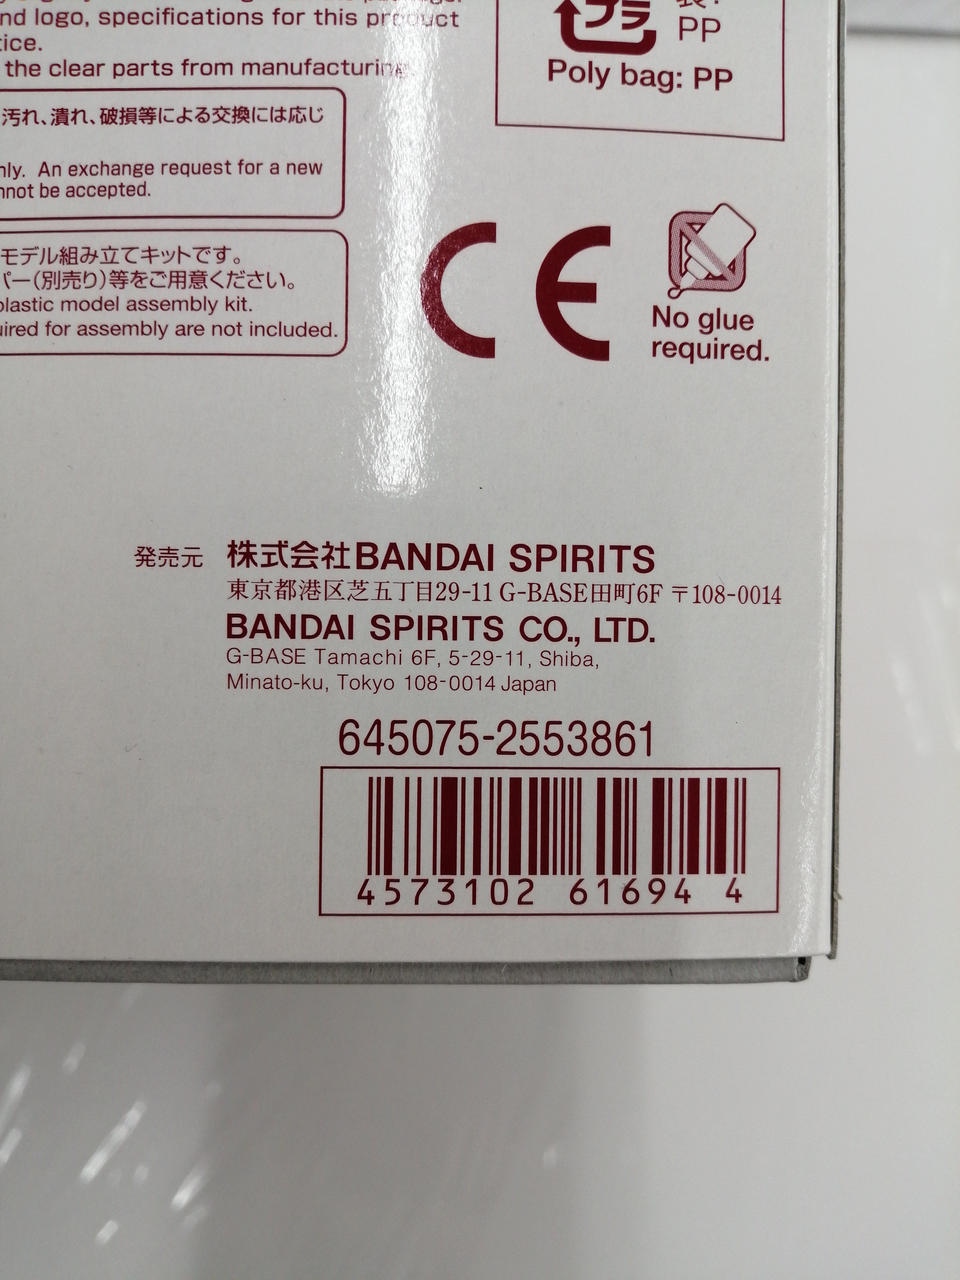 nd logo, specifications for this product
tice.
the clear parts from manufacturing.
汚れ、潰れ、破損等による交換には応じ
nly. An exchange request for a new
nnot be accepted.
モデル組み立てキットです。
パー(別売り)等をご用意ください。
plastic model assembly kit.
uired for assembly are not included.
プラ
PP
Poly bag: PP
CE
No glue
required.
発売元 株式会社BANDAI SPIRITS
東京都港区芝五丁目29-11 G-BASE田町6F 〒108-0014
BANDAI SPIRITS CO., LTD.
G-BASE Tamachi 6F, 5-29-11, Shiba,
Minato-ku, Tokyo 108-0014 Japan
645075-2553861
4573102 61694 4